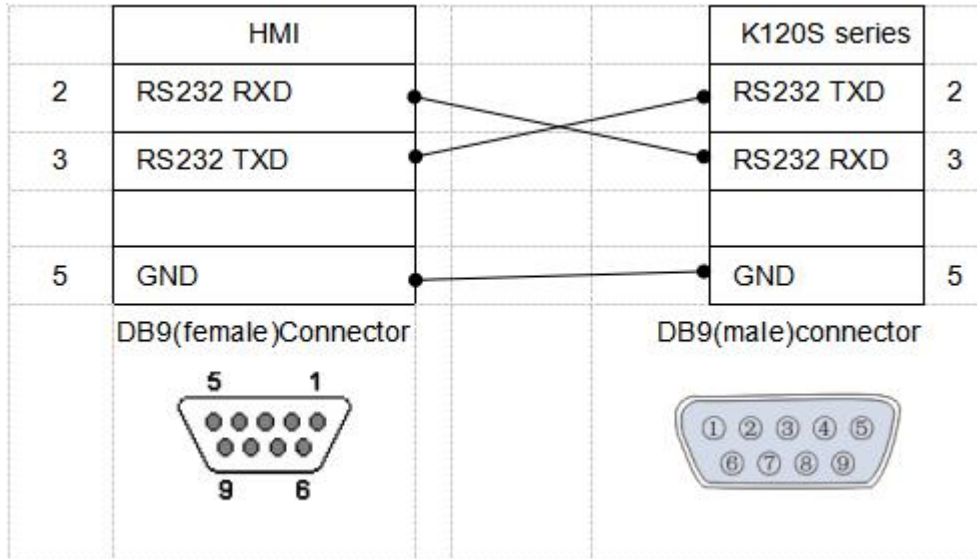 HMI K120S series
2 RS232 RXD RS232 TXD 2
3 RS232 TXD RS232 RXD 3
5 GND GND 5
DB9(female)Connector DB9(male)connector
5 1
① ② ③ ④ ⑤
⑥ ⑦ ⑧ ⑨
9 6